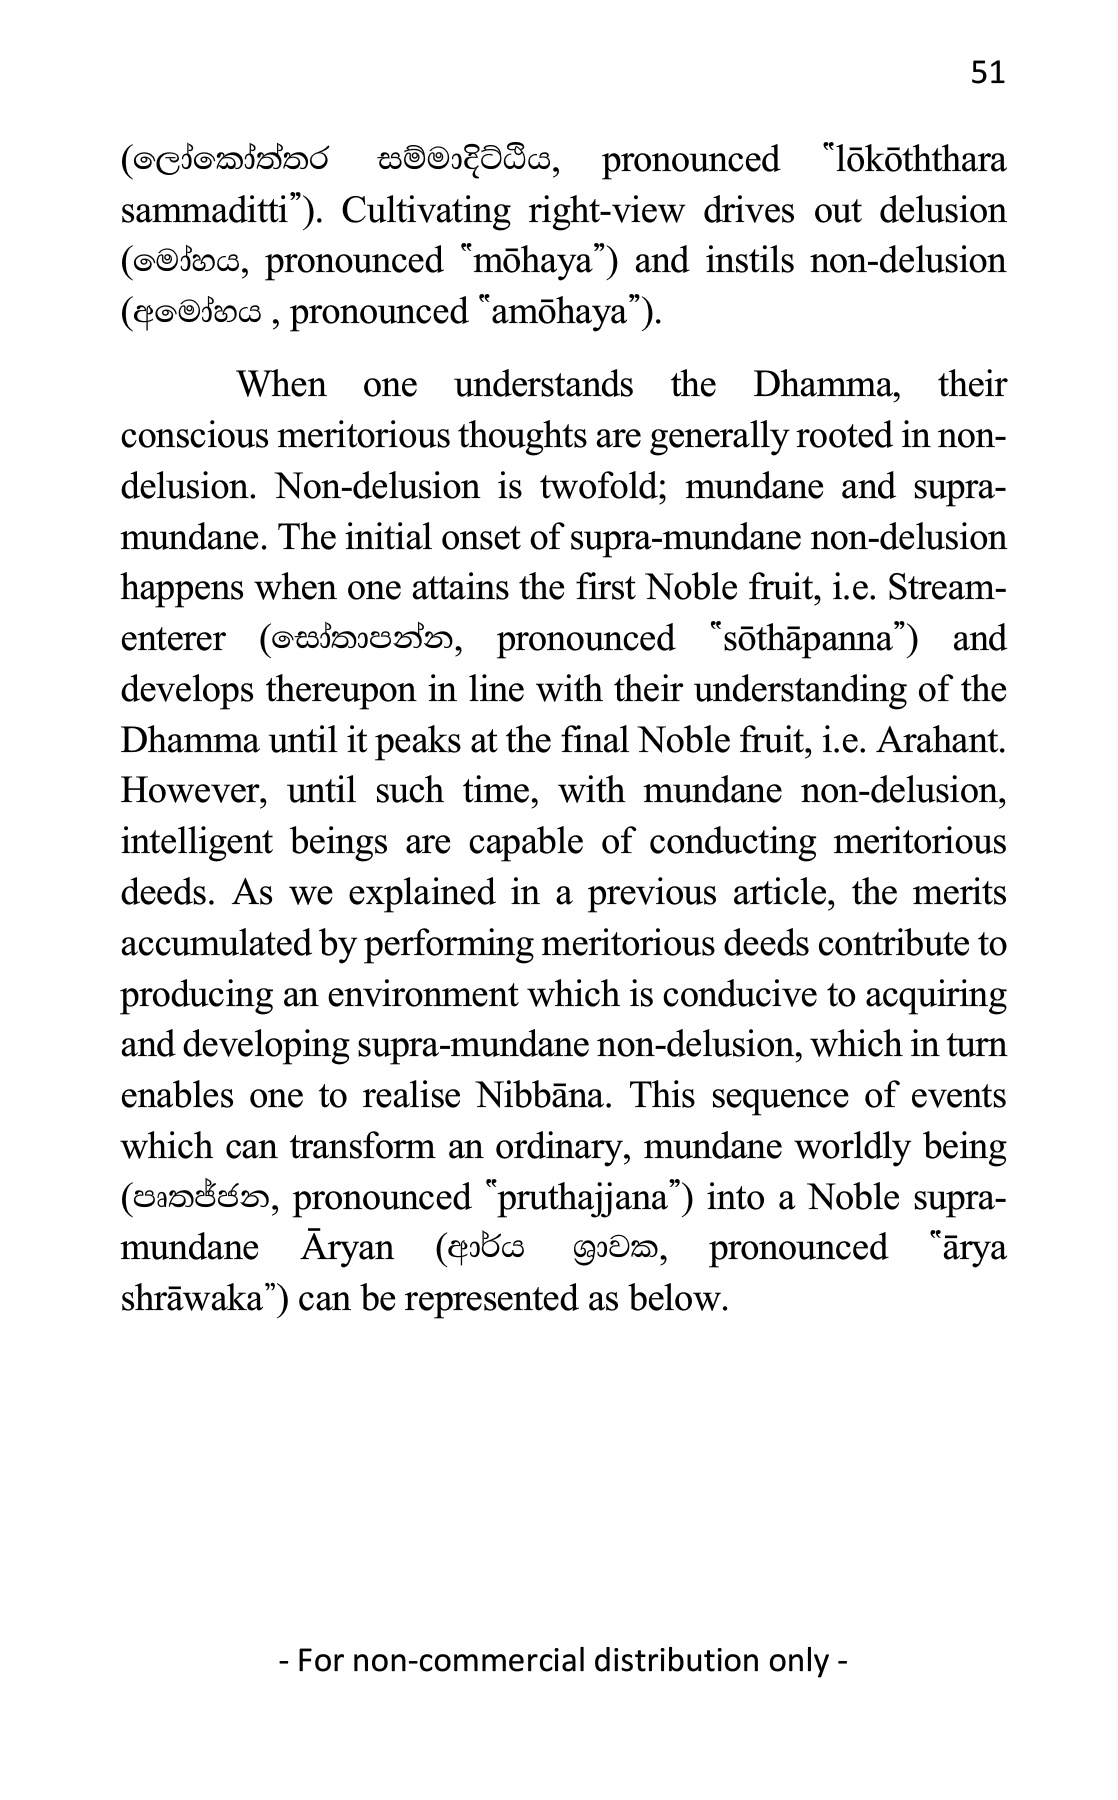 51
(ලෝකෝත්තර සම්මාදිට්ඨිය, pronounced “lōkōththara
sammaditti”). Cultivating right-view drives out delusion
(මෝහය, pronounced “mōhaya”) and instils non-delusion
(අමෝහය , pronounced “amōhaya”).
When one understands the Dhamma, their
conscious meritorious thoughts are generally rooted in non-
delusion. Non-delusion is twofold; mundane and supra-
mundane. The initial onset of supra-mundane non-delusion
happens when one attains the first Noble fruit, i.e. Stream-
enterer (සෝතාපන්න, pronounced “sōthāpanna”) and
develops thereupon in line with their understanding of the
Dhamma until it peaks at the final Noble fruit, i.e. Arahant.
However, until such time, with mundane non-delusion,
intelligent beings are capable of conducting meritorious
deeds. As we explained in a previous article, the merits
accumulated by performing meritorious deeds contribute to
producing an environment which is conducive to acquiring
and developing supra-mundane non-delusion, which in turn
enables one to realise Nibbāna. This sequence of events
which can transform an ordinary, mundane worldly being
(පෘතජ්ජන, pronounced “pruthajjana”) into a Noble supra-
mundane Āryan (ආර්ය ශ්‍රාවක, pronounced “ārya
shrāwaka”) can be represented as below.
- For non-commercial distribution only -